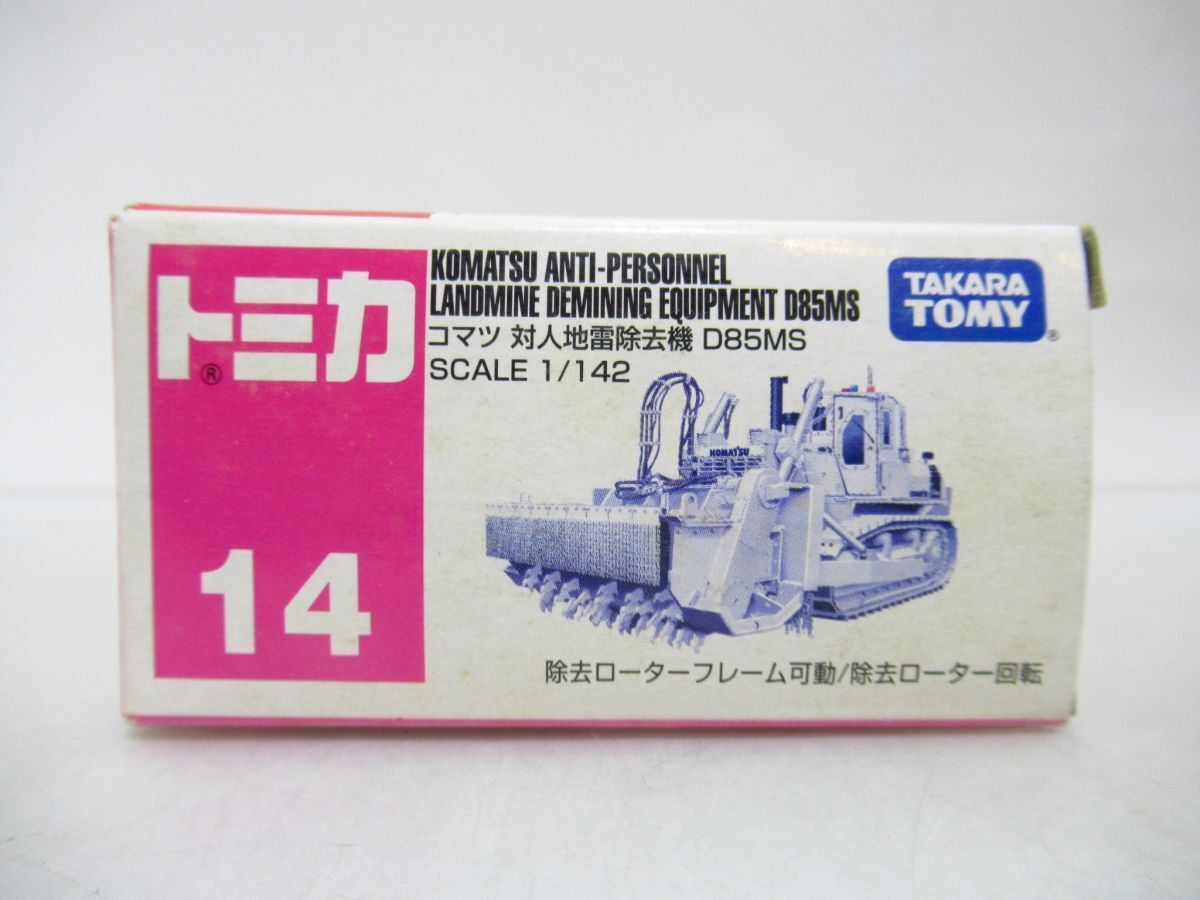 トミカ
®
14
KOMATSU ANTI-PERSONNEL
LANDMINE DEMINING EQUIPMENT D85MS
コマツ 対人地雷除去機 D85MS
SCALE 1/142
TAKARA
TOMY
®
KOMATSU
除去ローターフレーム可動/除去ローター回転